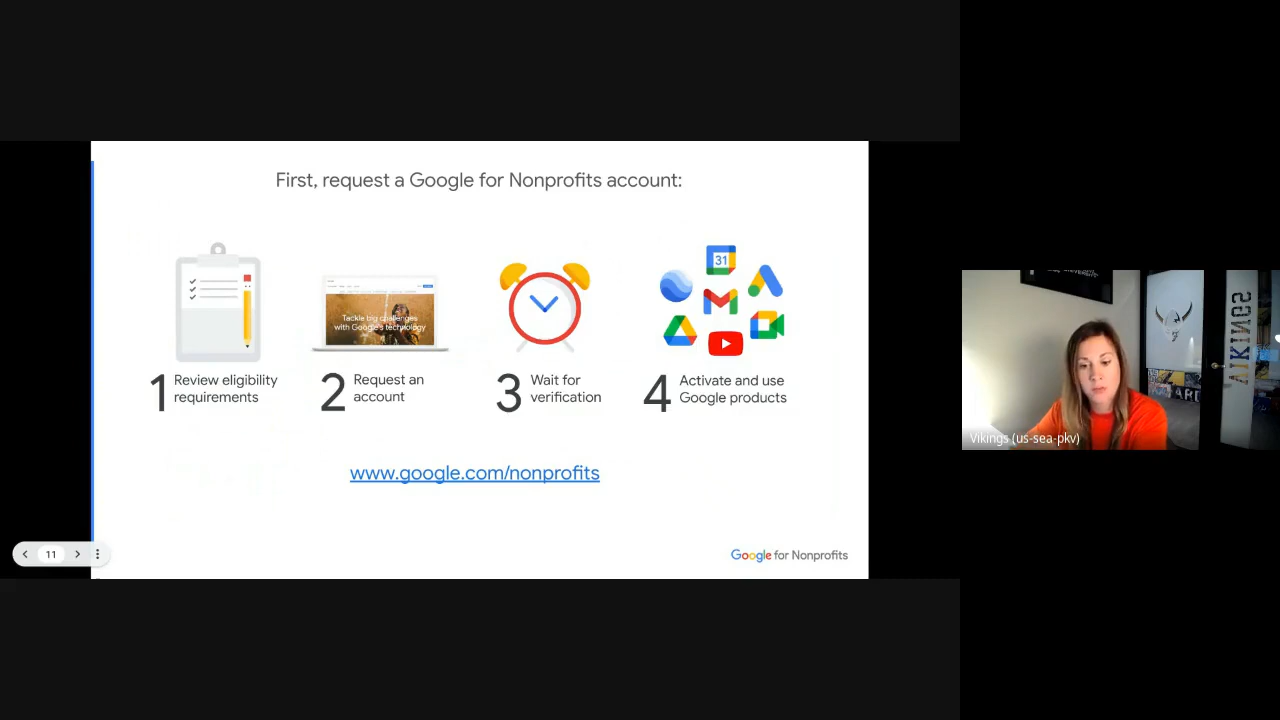 First, request a Google for Nonprofits account:
31
Tackle big challenges
with Google's technology
1 Review eligibility
requirements
2 Request an
account
3 Wait for
verification
4 Activate and use
Google products
www.google.com/nonprofits
11
Google for Nonprofits
VIKINGS
Vikings (us-sea-pkv)